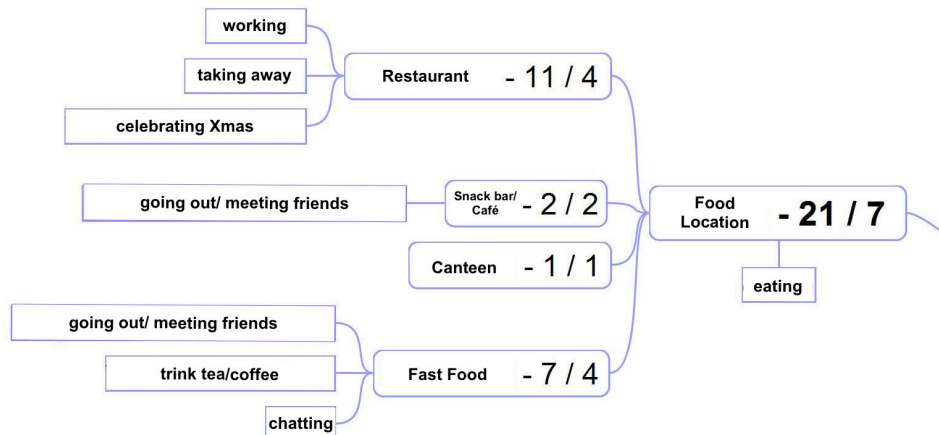 working
taking away
celebrating Xmas
Restaurant - 11 / 4
going out/ meeting friends
Snack bar/
Café - 2 / 2
Canteen - 1 / 1
Food
Location - 21 / 7
eating
going out/ meeting friends
trink tea/coffee
chatting
Fast Food - 7 / 4